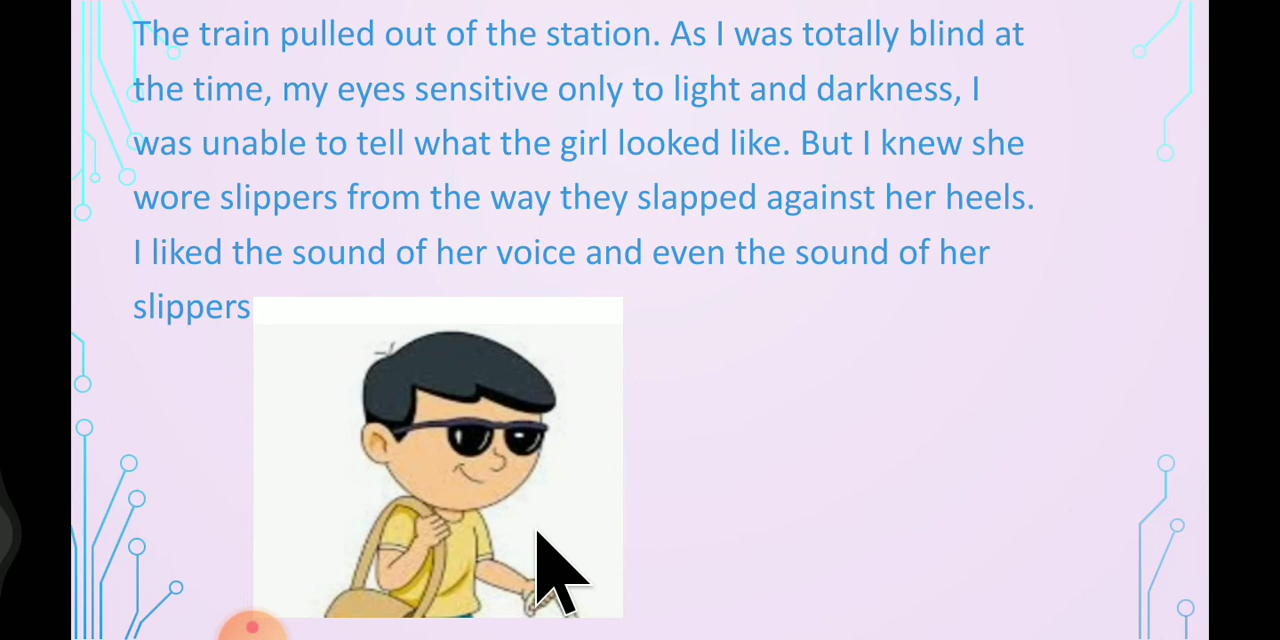 The train pulled out of the station. As I was totally blind at
the time, my eyes sensitive only to light and darkness, I
was unable to tell what the girl looked like. But I knew she
wore slippers from the way they slapped against her heels.
I liked the sound of her voice and even the sound of her
slippers